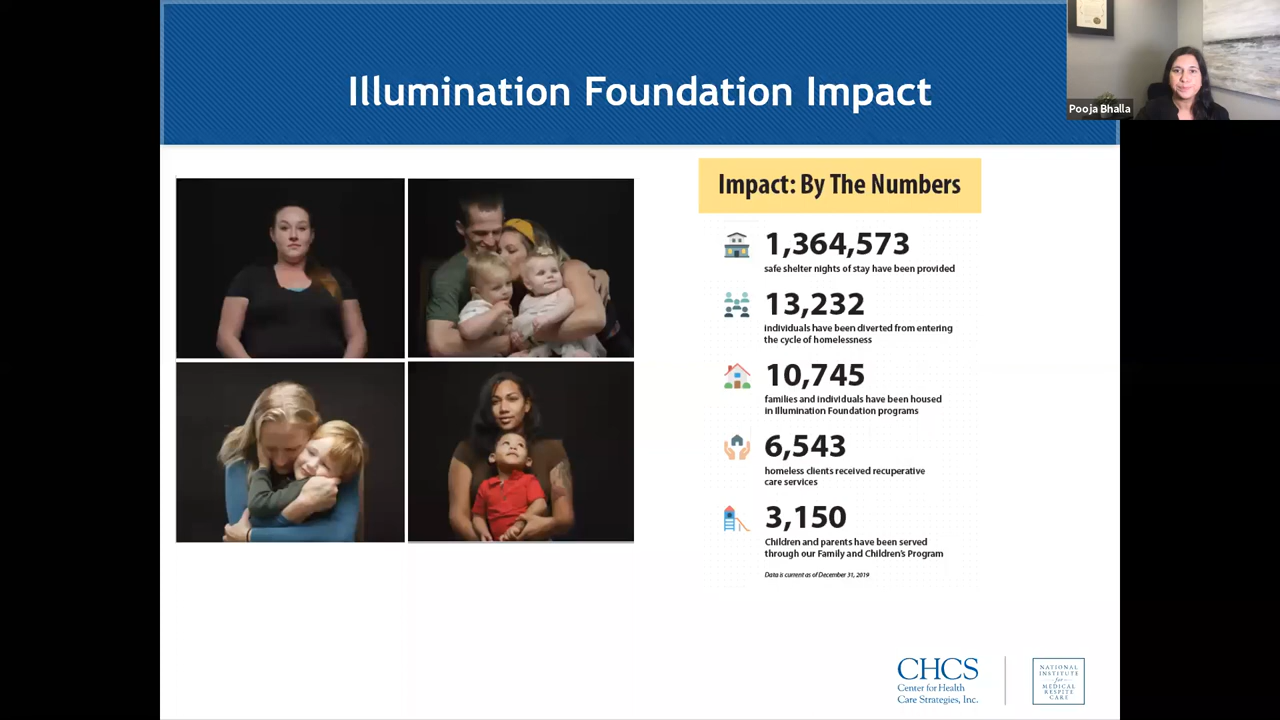 Illumination Foundation Impact
Pooja Bhalla
Impact: By The Numbers
1,364,573
safe shelter nights of stay have been provided
13,232
individuals have been diverted from entering
the cycle of homelessness
10,745
families and individuals have been housed
in Illumination Foundation programs
6,543
homeless clients received recuperative
care services
3,150
Children and parents have been served
through our Family and Children's Program
Data is current as of December 31, 2019
CHCS
Center for Health
Care Strategies, Inc.
NATIONAL
INSTITUTE
for
MEDICAL
RESPITE
CARE